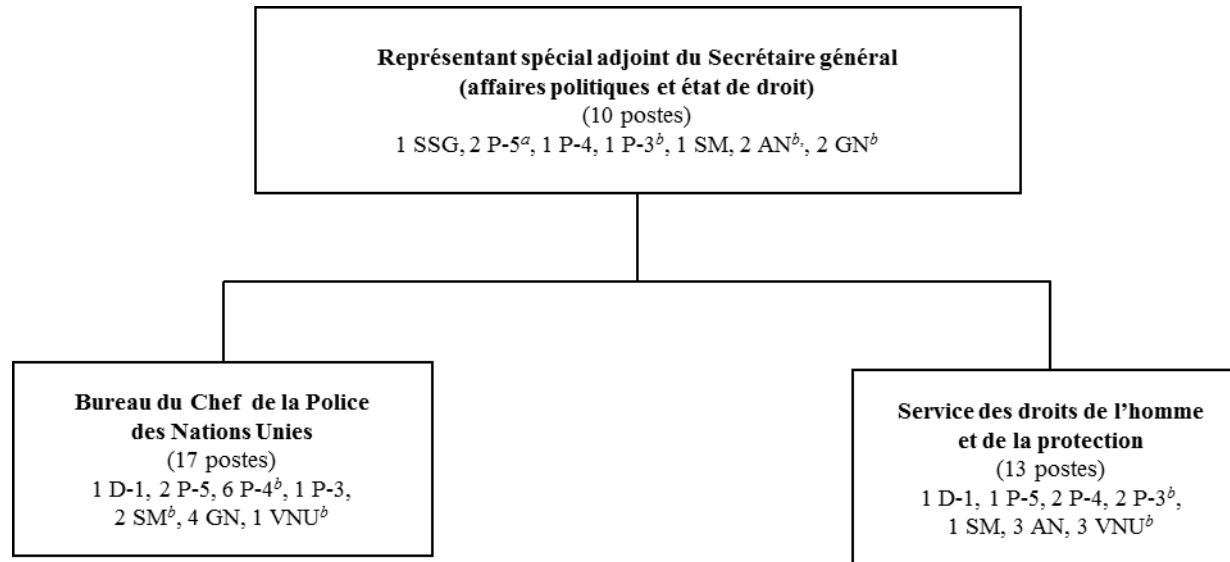 Représentant spécial adjoint du Secrétaire général
(affaires politiques et état de droit)
(10 postes)
1 SSG, 2 P-5ᵃ, 1 P-4, 1 P-3ᵇ, 1 SM, 2 ANᵇ˒, 2 GNᵇ
Bureau du Chef de la Police
des Nations Unies
(17 postes)
1 D-1, 2 P-5, 6 P-4ᵇ, 1 P-3,
2 SMᵇ, 4 GN, 1 VNUᵇ
Service des droits de l’homme
et de la protection
(13 postes)
1 D-1, 1 P-5, 2 P-4, 2 P-3ᵇ,
1 SM, 3 AN, 3 VNUᵇ